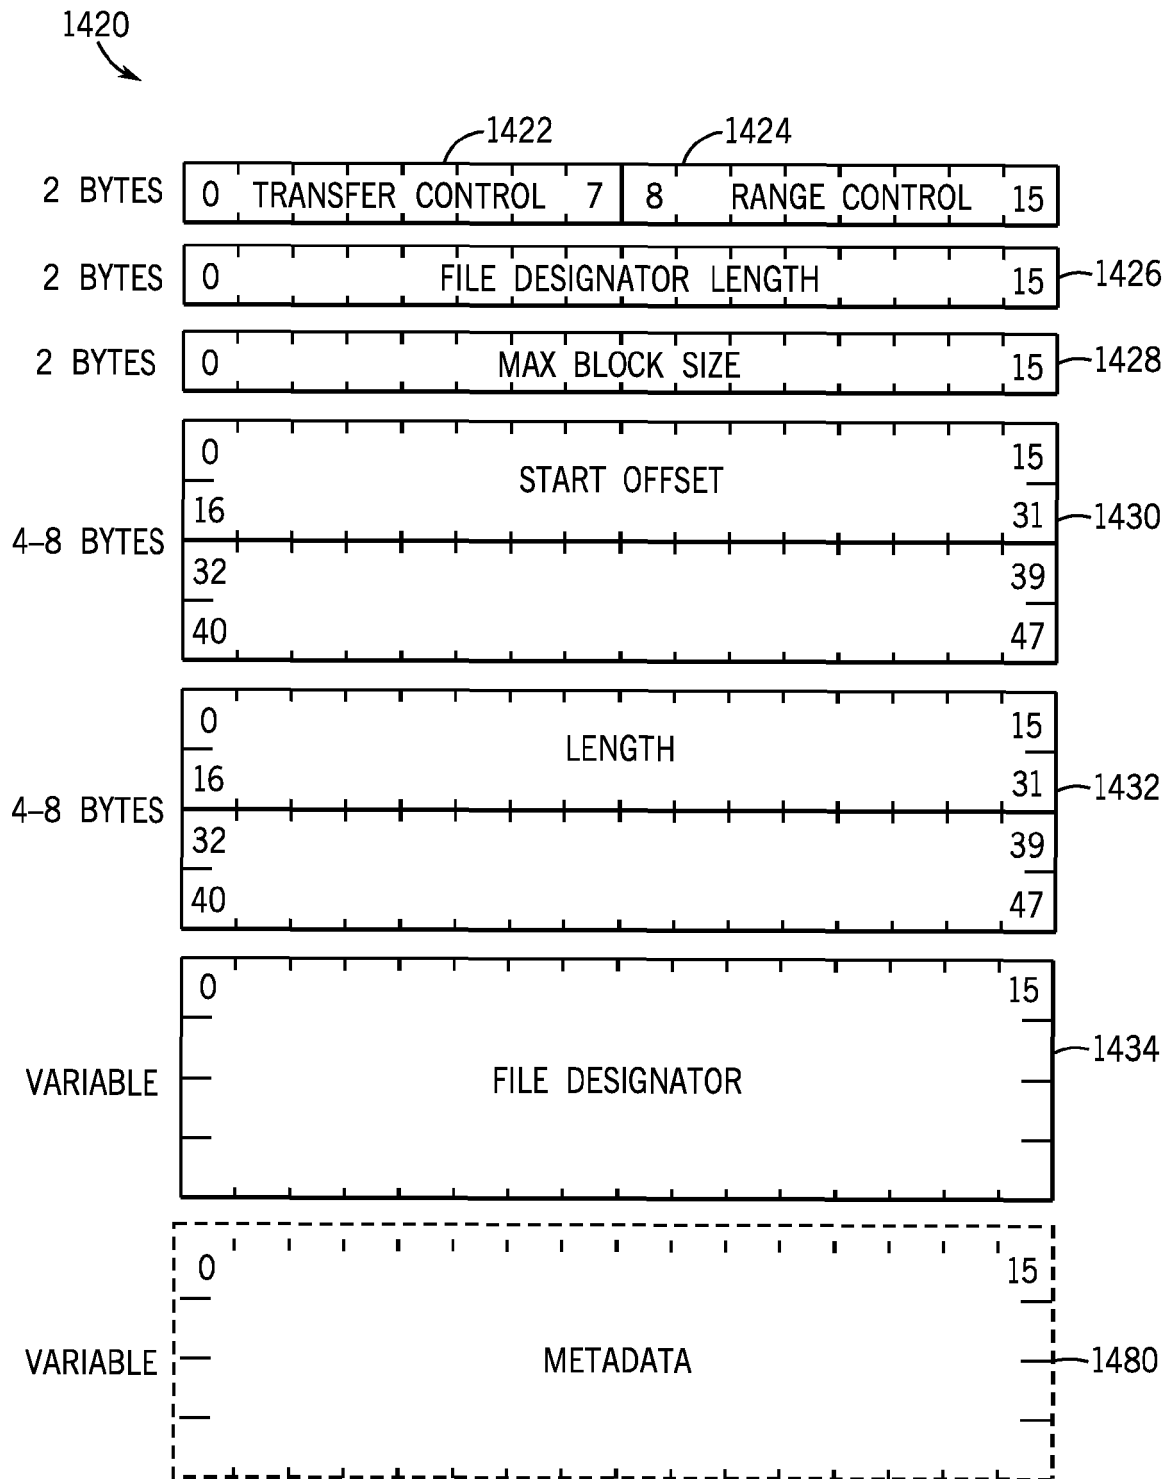 1420
1422
1424
2 BYTES 0 TRANSFER CONTROL 7 8 RANGE CONTROL 15
2 BYTES 0 FILE DESIGNATOR LENGTH 15 1426
2 BYTES 0 MAX BLOCK SIZE 15 1428
0 15
START OFFSET
16 31 1430
4–8 BYTES
32 39
40 47
0 15
LENGTH
16 31 1432
4–8 BYTES
32 39
40 47
0 15
1434
VARIABLE FILE DESIGNATOR
0 15
VARIABLE METADATA 1480